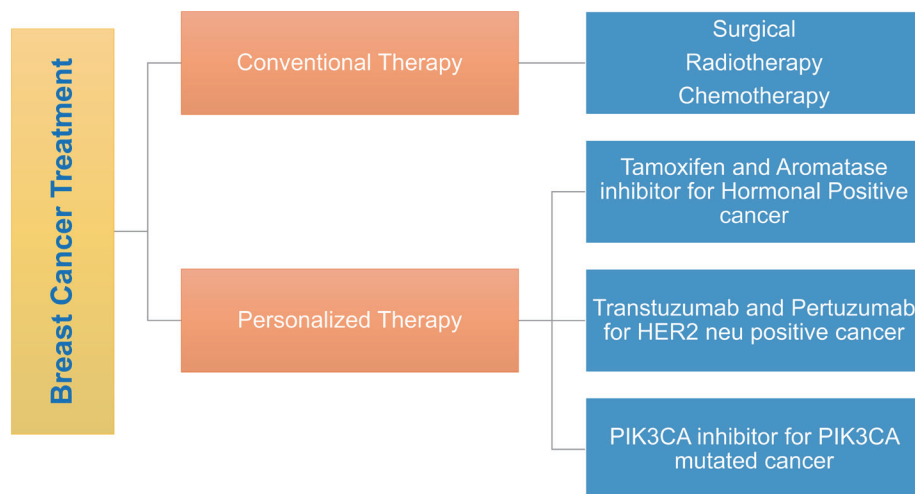 Breast Cancer Treatment
Conventional Therapy
Surgical
Radiotherapy
Chemotherapy
Personalized Therapy
Tamoxifen and Aromatase
inhibitor for Hormonal Positive
cancer
Transtuzumab and Pertuzumab
for HER2 neu positive cancer
PIK3CA inhibitor for PIK3CA
mutated cancer